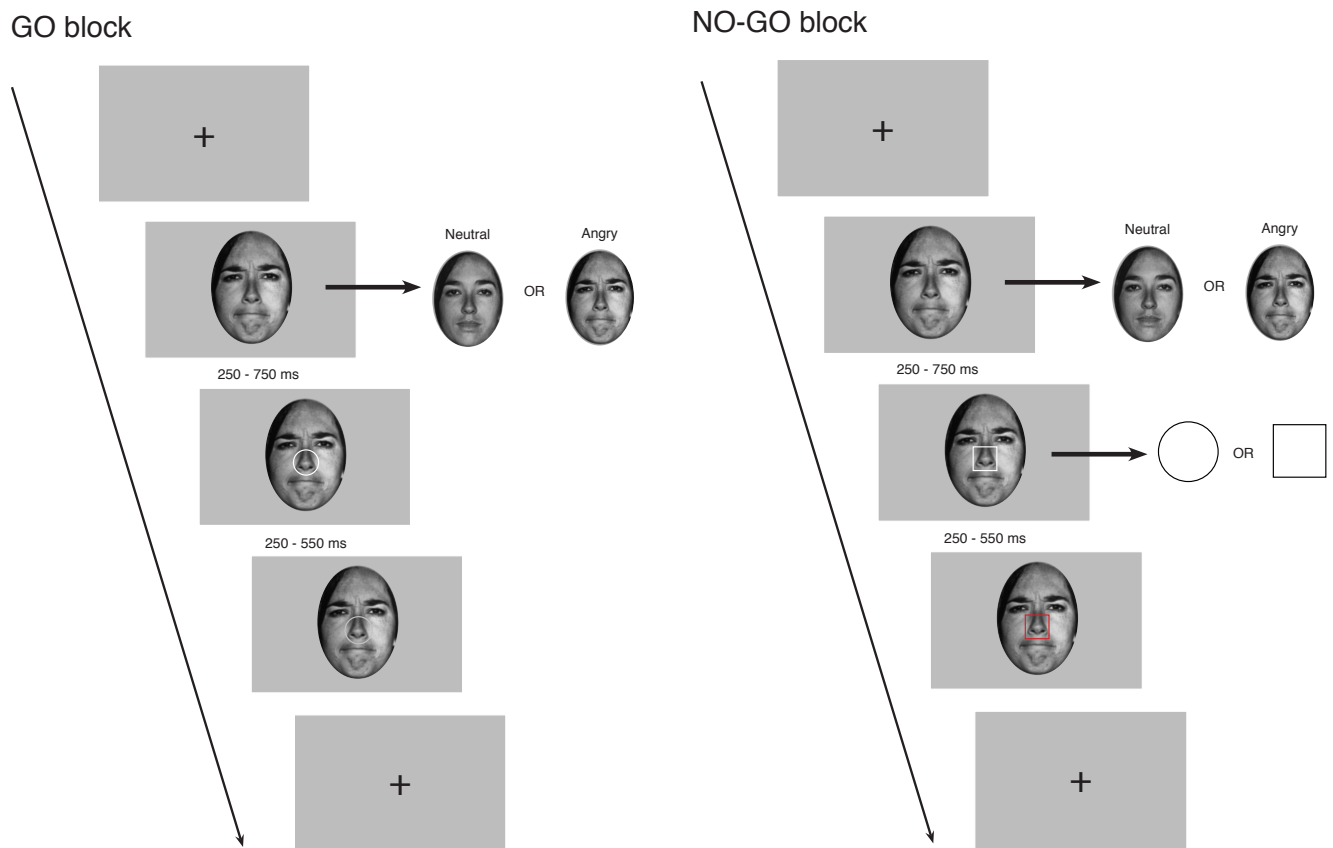 GO block
Neutral
Angry
OR
250 - 750 ms
250 - 550 ms
NO-GO block
Neutral
Angry
OR
250 - 750 ms
OR
250 - 550 ms